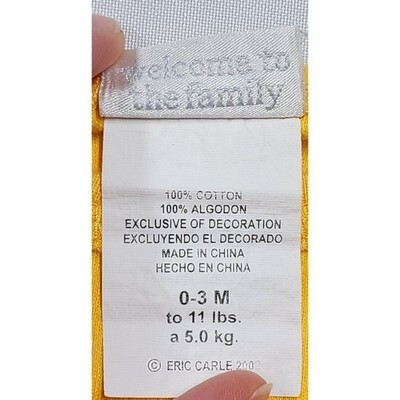 welcome to
the family
100% COTTON
100% ALGODON
EXCLUSIVE OF DECORATION
EXCLUYENDO EL DECORADO
MADE IN CHINA
HECHO EN CHINA
0-3 M
to 11 lbs.
a 5.0 kg.
© ERIC CARLE